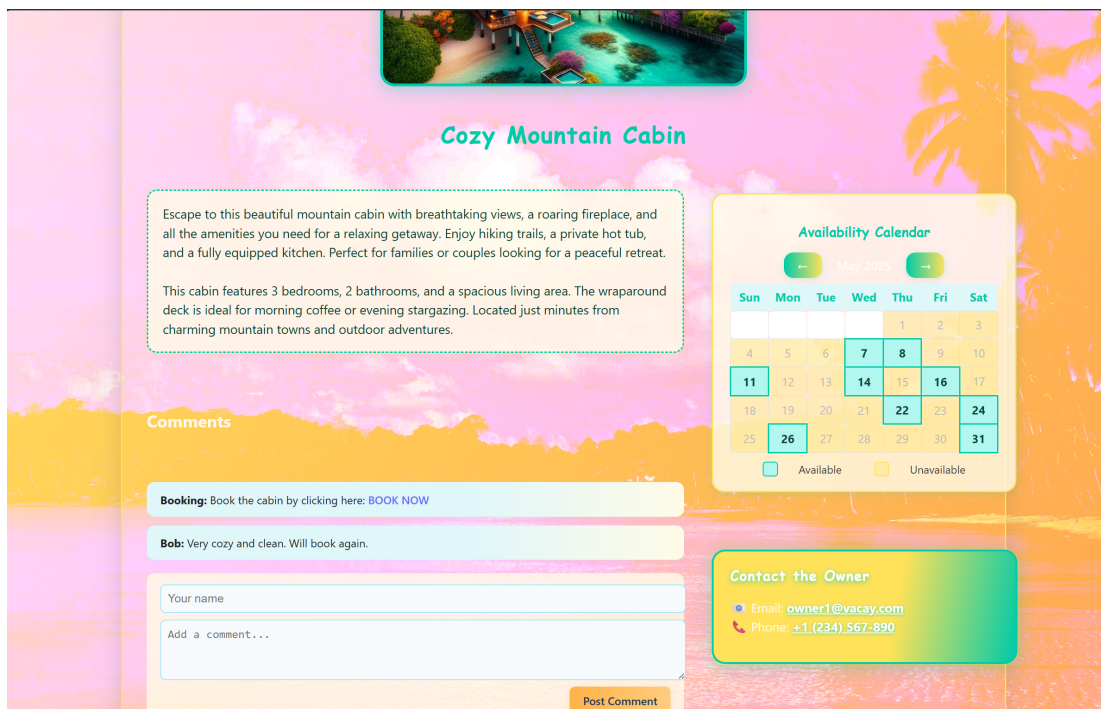 Cozy Mountain Cabin
Escape to this beautiful mountain cabin with breathtaking views, a roaring fireplace, and
all the amenities you need for a relaxing getaway. Enjoy hiking trails, a private hot tub,
and a fully equipped kitchen. Perfect for families or couples looking for a peaceful retreat.
This cabin features 3 bedrooms, 2 bathrooms, and a spacious living area. The wraparound
deck is ideal for morning coffee or evening stargazing. Located just minutes from
charming mountain towns and outdoor adventures.
Comments
Booking: Book the cabin by clicking here: BOOK NOW
Bob: Very cozy and clean. Will book again.
Your name
Add a comment...
Post Comment
Availability Calendar
← May 2025 →
Sun Mon Tue Wed Thu Fri Sat
1 2 3
4 5 6 7 8 9 10
11 12 13 14 15 16 17
18 19 20 21 22 23 24
25 26 27 28 29 30 31
Available Unavailable
Contact the Owner
📧 Email: owner1@vacay.com
📞 Phone: +1 (234) 567-890